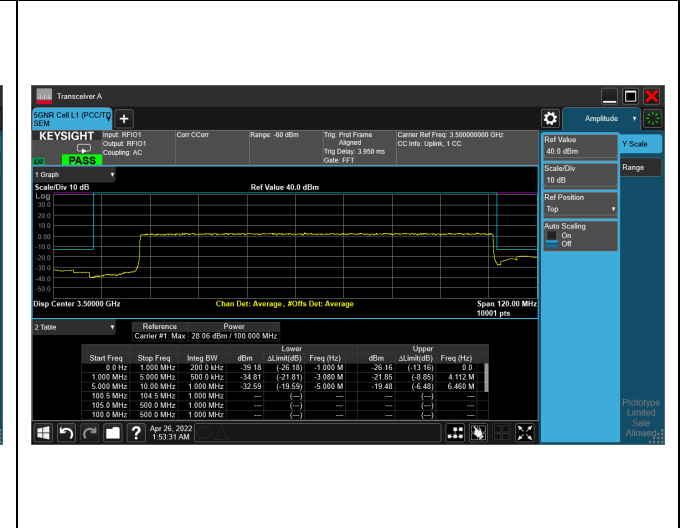 Transceiver A
5GNR Cell L1 (PCC/TD
SEM
+
Amplitude
KEYSIGHT
LXI
PASS
Input: RFIO1
Output: RFIO1
Coupling: AC
Corr CCorr
Range: -60 dBm
Trig: Prot Frame
Aligned
Trig Delay: 3.950 ms
Gate: FFT
Carrier Ref Freq: 3.500000000 GHz
CC Info: Uplink, 1 CC
Ref Value
40.0 dBm
Y Scale
Scale/Div
10 dB
Range
Ref Position
Top
Auto Scaling
On
Off
1 Graph
Scale/Div 10 dB
Ref Value 40.0 dBm
Log
30.0
20.0
10.0
0.00
-10.0
-20.0
-30.0
-40.0
-50.0
Disp Center 3.50000 GHz
Chan Det: Average , #Offs Det: Average
Span 120.00 MHz
10001 pts
2 Table
Reference Power
Carrier #1: Max 28.06 dBm / 100.000 MHz
Lower Upper
Start Freq Stop Freq Integ BW dBm ΔLimit(dB) Freq (Hz) dBm ΔLimit(dB) Freq (Hz)
0.0 Hz 1.000 MHz 200.0 kHz -39.18 (-26.18) -1.000 M -26.16 (-13.16) 0.0
1.000 MHz 5.000 MHz 500.0 kHz -34.81 (-21.81) -3.080 M -21.85 (-8.85) 4.112 M
5.000 MHz 10.00 MHz 1.000 MHz -32.59 (-19.59) -5.000 M -19.48 (-6.48) 6.460 M
100.5 MHz 104.5 MHz 1.000 MHz --- (---) --- --- (---) ---
105.0 MHz 500.0 MHz 1.000 MHz --- (---) --- --- (---) ---
100.0 MHz 500.0 MHz 1.000 MHz --- (---) --- --- (---) ---
Prototype
Limited
Sale
Allowed
?
Apr 26, 2022
1:53:31 AM